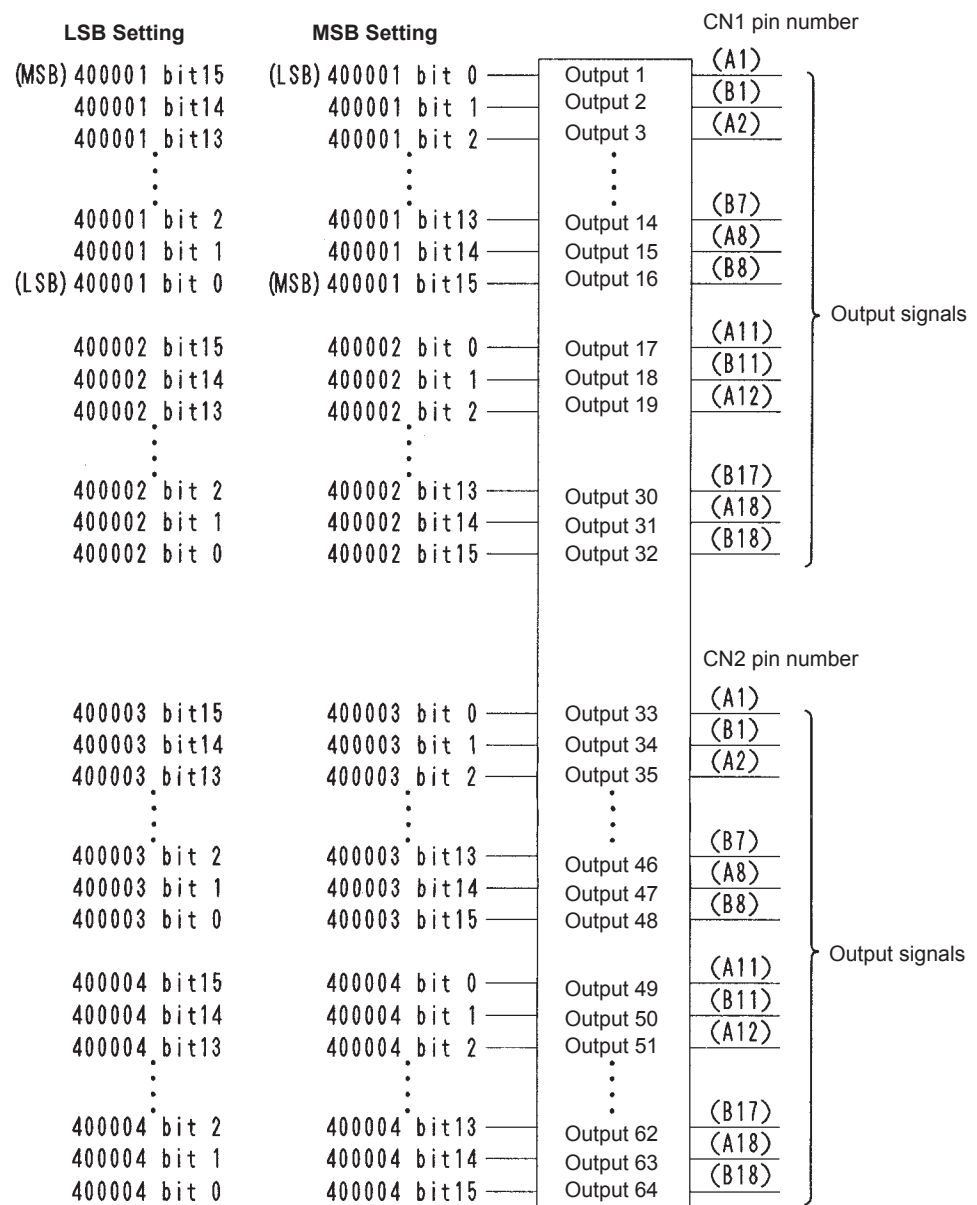 CN1 pin number
LSB Setting MSB Setting
(MSB) 400001 bit15 (LSB) 400001 bit 0 Output 1 (A1)
400001 bit14 400001 bit 1 Output 2 (B1)
400001 bit13 400001 bit 2 Output 3 (A2)
400001 bit 2 400001 bit13 Output 14 (B7)
400001 bit 1 400001 bit14 Output 15 (A8)
(LSB) 400001 bit 0 (MSB) 400001 bit15 Output 16 (B8)
Output signals
400002 bit15 400002 bit 0 Output 17 (A11)
400002 bit14 400002 bit 1 Output 18 (B11)
400002 bit13 400002 bit 2 Output 19 (A12)
400002 bit 2 400002 bit13 Output 30 (B17)
400002 bit 1 400002 bit14 Output 31 (A18)
400002 bit 0 400002 bit15 Output 32 (B18)
CN2 pin number
400003 bit15 400003 bit 0 Output 33 (A1)
400003 bit14 400003 bit 1 Output 34 (B1)
400003 bit13 400003 bit 2 Output 35 (A2)
400003 bit 2 400003 bit13 Output 46 (B7)
400003 bit 1 400003 bit14 Output 47 (A8)
400003 bit 0 400003 bit15 Output 48 (B8)
Output signals
400004 bit15 400004 bit 0 Output 49 (A11)
400004 bit14 400004 bit 1 Output 50 (B11)
400004 bit13 400004 bit 2 Output 51 (A12)
400004 bit 2 400004 bit13 Output 62 (B17)
400004 bit 1 400004 bit14 Output 63 (A18)
400004 bit 0 400004 bit15 Output 64 (B18)